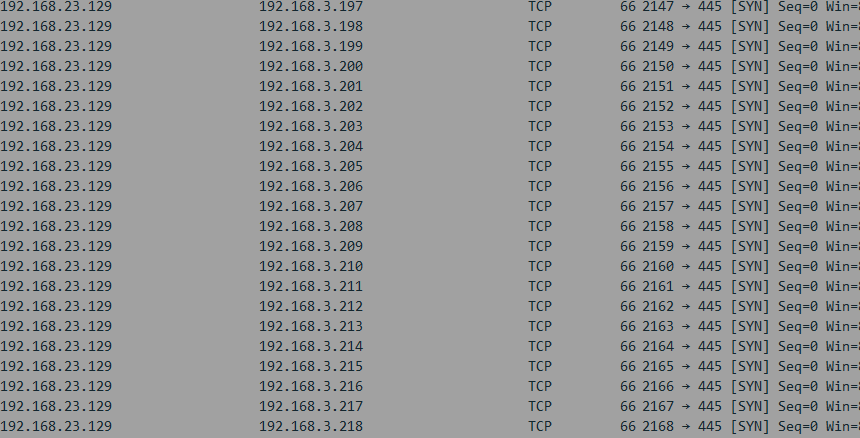 192.168.23.129 192.168.3.197 TCP 66 2147 → 445 [SYN] Seq=0 Win=
192.168.23.129 192.168.3.198 TCP 66 2148 → 445 [SYN] Seq=0 Win=
192.168.23.129 192.168.3.199 TCP 66 2149 → 445 [SYN] Seq=0 Win=
192.168.23.129 192.168.3.200 TCP 66 2150 → 445 [SYN] Seq=0 Win=
192.168.23.129 192.168.3.201 TCP 66 2151 → 445 [SYN] Seq=0 Win=
192.168.23.129 192.168.3.202 TCP 66 2152 → 445 [SYN] Seq=0 Win=
192.168.23.129 192.168.3.203 TCP 66 2153 → 445 [SYN] Seq=0 Win=
192.168.23.129 192.168.3.204 TCP 66 2154 → 445 [SYN] Seq=0 Win=
192.168.23.129 192.168.3.205 TCP 66 2155 → 445 [SYN] Seq=0 Win=
192.168.23.129 192.168.3.206 TCP 66 2156 → 445 [SYN] Seq=0 Win=
192.168.23.129 192.168.3.207 TCP 66 2157 → 445 [SYN] Seq=0 Win=
192.168.23.129 192.168.3.208 TCP 66 2158 → 445 [SYN] Seq=0 Win=
192.168.23.129 192.168.3.209 TCP 66 2159 → 445 [SYN] Seq=0 Win=
192.168.23.129 192.168.3.210 TCP 66 2160 → 445 [SYN] Seq=0 Win=
192.168.23.129 192.168.3.211 TCP 66 2161 → 445 [SYN] Seq=0 Win=
192.168.23.129 192.168.3.212 TCP 66 2162 → 445 [SYN] Seq=0 Win=
192.168.23.129 192.168.3.213 TCP 66 2163 → 445 [SYN] Seq=0 Win=
192.168.23.129 192.168.3.214 TCP 66 2164 → 445 [SYN] Seq=0 Win=
192.168.23.129 192.168.3.215 TCP 66 2165 → 445 [SYN] Seq=0 Win=
192.168.23.129 192.168.3.216 TCP 66 2166 → 445 [SYN] Seq=0 Win=
192.168.23.129 192.168.3.217 TCP 66 2167 → 445 [SYN] Seq=0 Win=
192.168.23.129 192.168.3.218 TCP 66 2168 → 445 [SYN] Seq=0 Win=